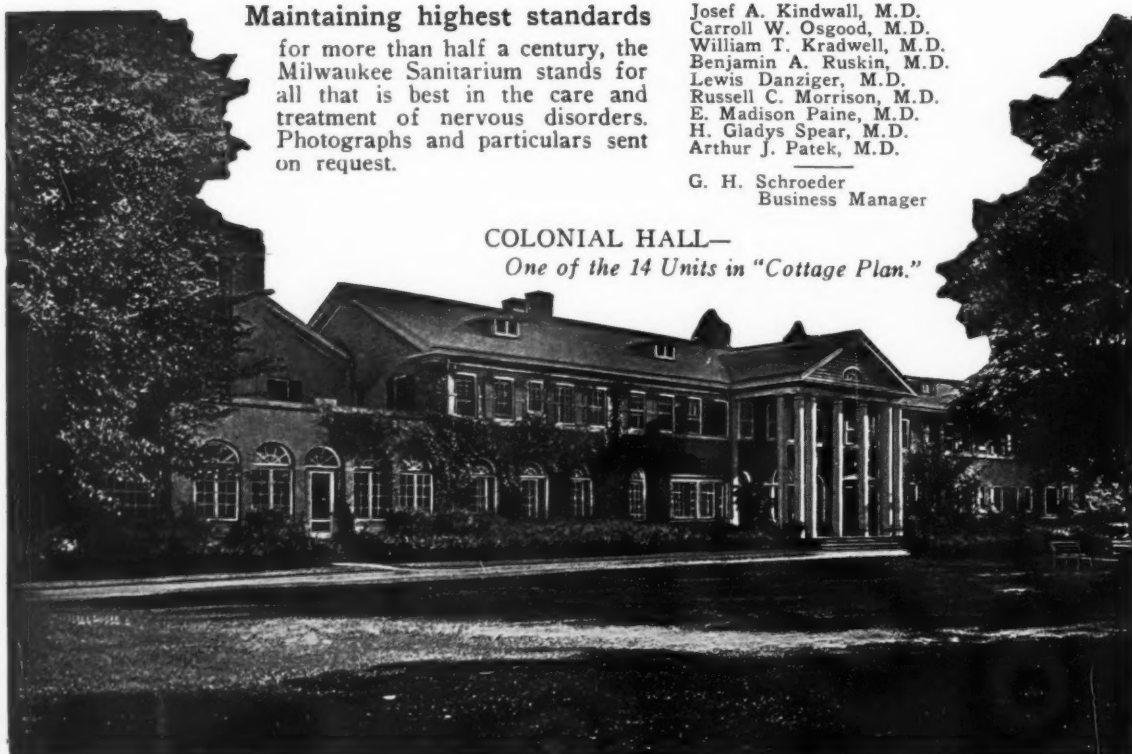 Maintaining highest standards
for more than half a century, the
Milwaukee Sanitarium stands for
all that is best in the care and
treatment of nervous disorders.
Photographs and particulars sent
on request.
Josef A. Kindwall, M.D.
Carroll W. Osgood, M.D.
William T. Kradwell, M.D.
Benjamin A. Ruskin, M.D.
Lewis Danziger, M.D.
Russell C. Morrison, M.D.
E. Madison Paine, M.D.
H. Gladys Spear, M.D.
Arthur J. Patek, M.D.
G. H. Schroeder
Business Manager
COLONIAL HALL—
One of the 14 Units in "Cottage Plan."